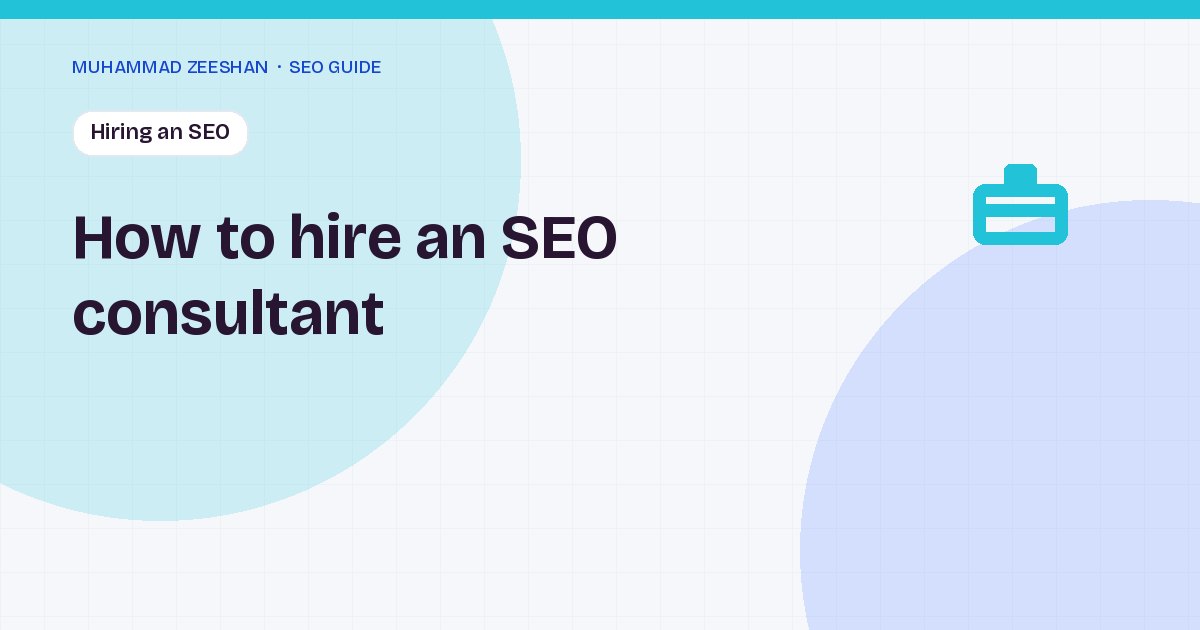 MUHAMMAD ZEESHAN · SEO GUIDE
Hiring an SEO
How to hire an SEO
consultant